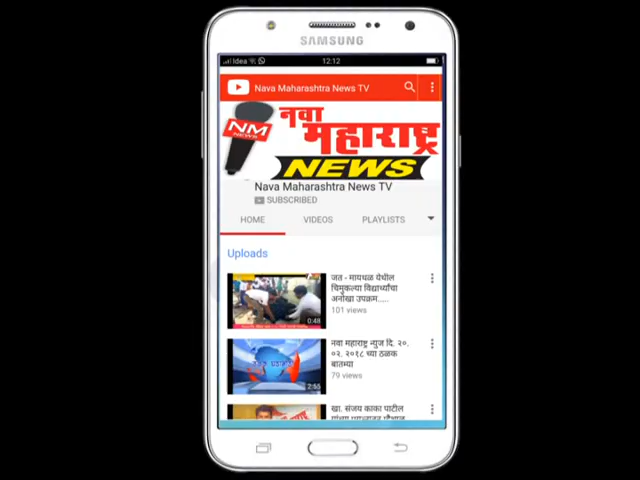 SAMSUNG
Idea
12:12
Nava Maharashtra News TV
नवा
NM
NEWS
महाराष्ट्र
NEWS
Nava Maharashtra News TV
SUBSCRIBED
HOME VIDEOS PLAYLISTS
Uploads
जत - मायथळ येथील
चिमुकल्या विद्यार्थ्यांचा
अनोखा उपक्रम.....
101 views
0:48
नवा महाराष्ट्र न्युज दि. २०.
०२. २०१८ च्या ठळक
बातम्या
79 views
2:55
खा. संजय काका पाटील